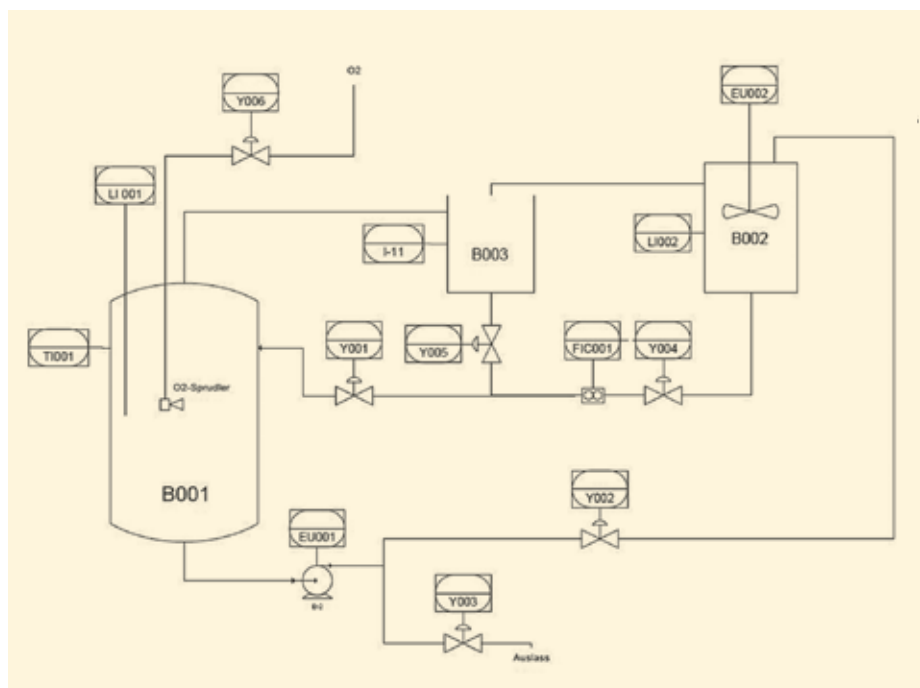 O2
Y006
EU002
LI 001
LI002
B002
I-11
B003
TI001
Y001
Y005
FIC001
Y004
O2-Sprudler
B001
Y002
EU001
Y003
Auslass